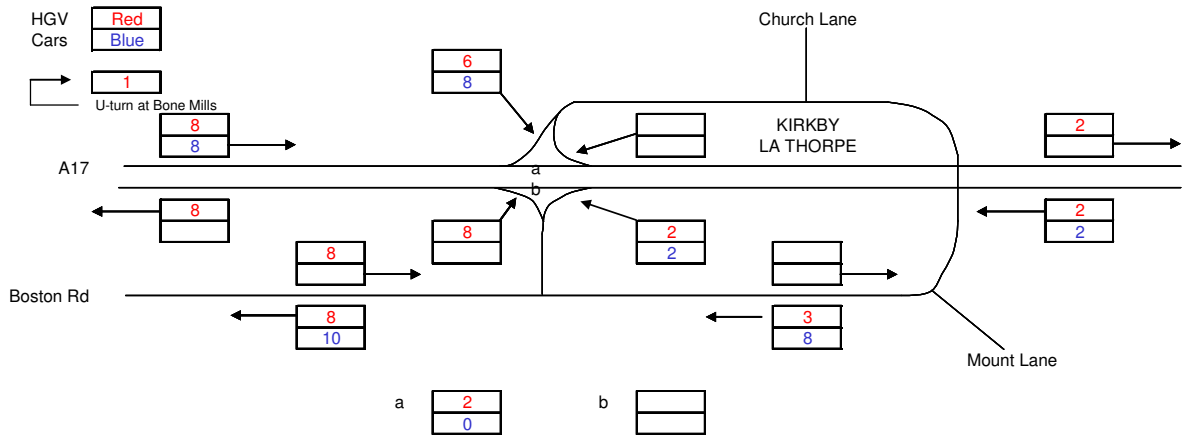 HGV Red
Cars Blue
1
U-turn at Bone Mills
Church Lane
6
8
8
8
KIRKBY
LA THORPE
2
A17
a
b
8
8
2
2
2
2
8
Boston Rd
8
10
3
8
Mount Lane
a 2 b
0